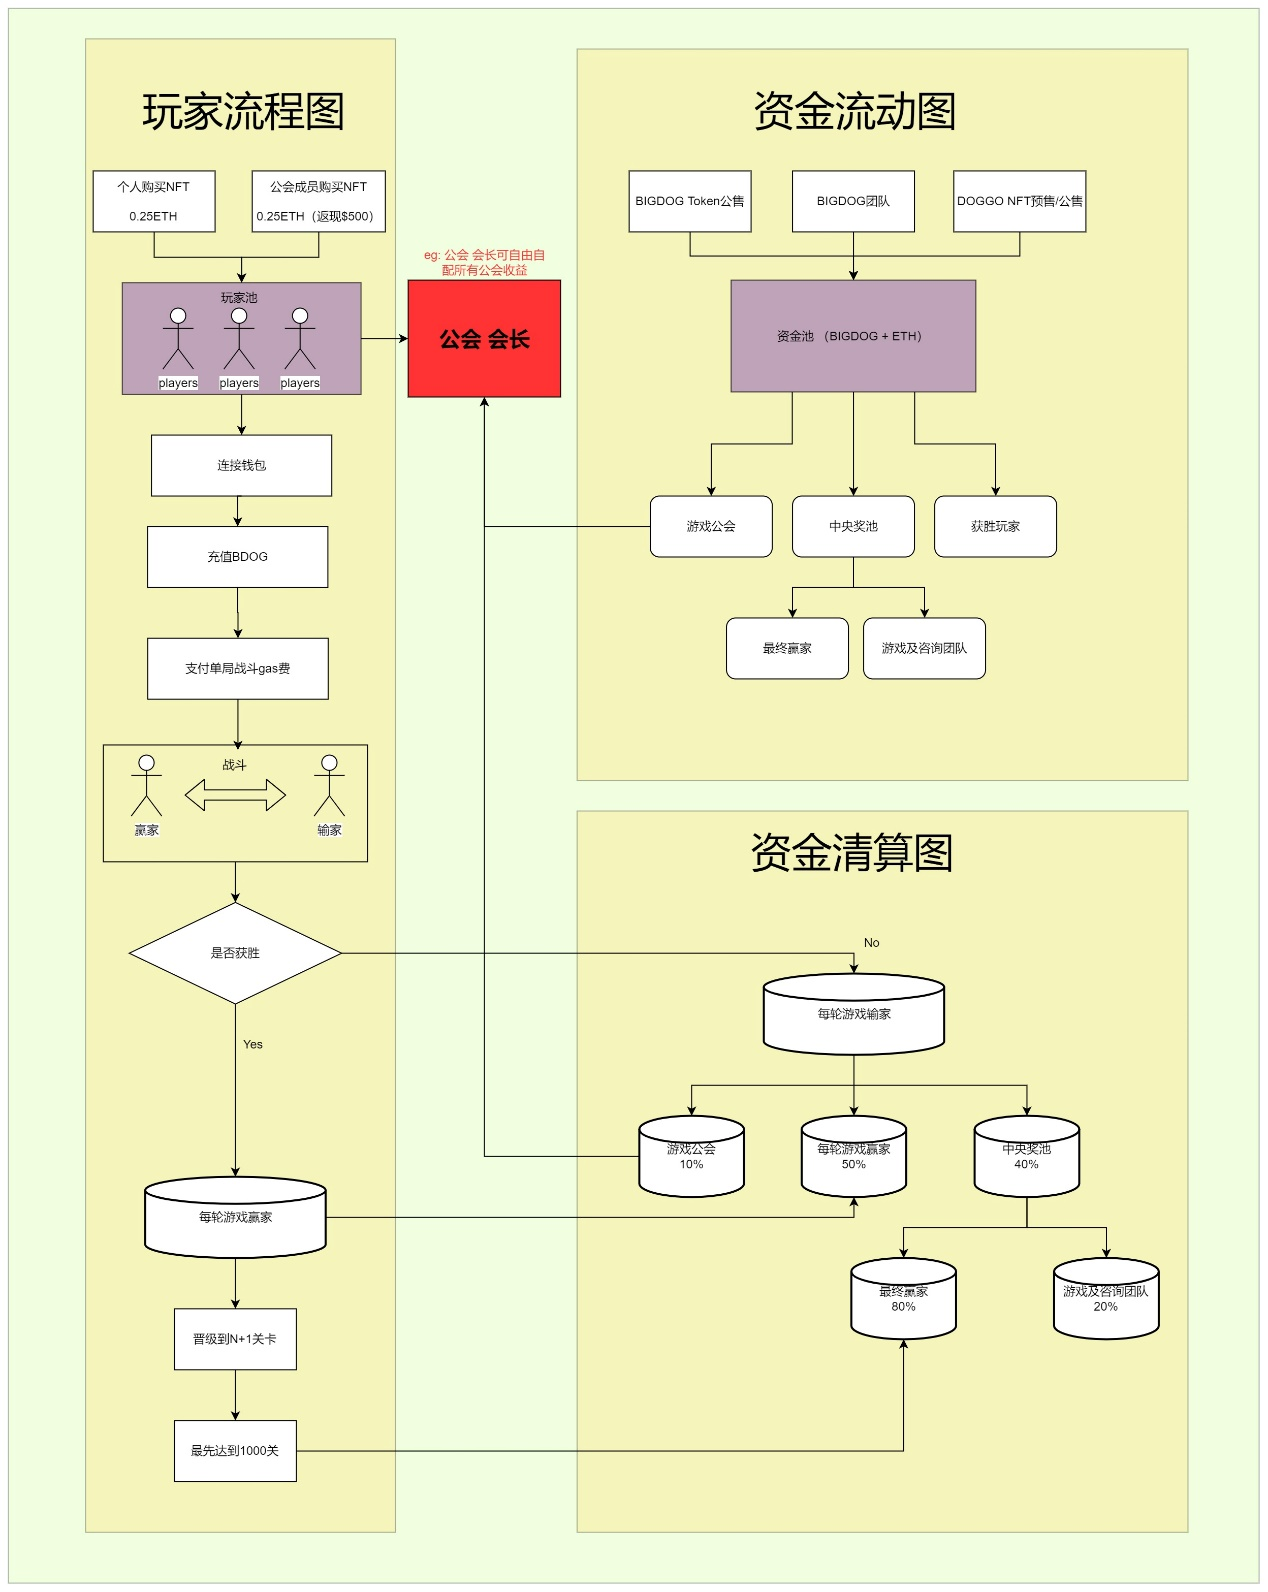 玩家流程图
个人购买NFT
0.25ETH
公会成员购买NFT
0.25ETH（返现$500）
玩家池
players
players
players
连接钱包
充值BDOG
支付单局战斗gas费
战斗
赢家
输家
是否获胜
Yes
每轮游戏赢家
晋级到N+1关卡
最先达到1000关
eg: 公会 会长可自由自
配所有公会收益
公会 会长
资金流动图
BIGDOG Token公售
BIGDOG团队
DOGGO NFT预售/公售
资金池 （BIGDOG + ETH）
游戏公会
中央奖池
获胜玩家
最终赢家
游戏及咨询团队
资金清算图
No
每轮游戏输家
游戏公会
10%
每轮游戏赢家
50%
中央奖池
40%
最终赢家
80%
游戏及咨询团队
20%